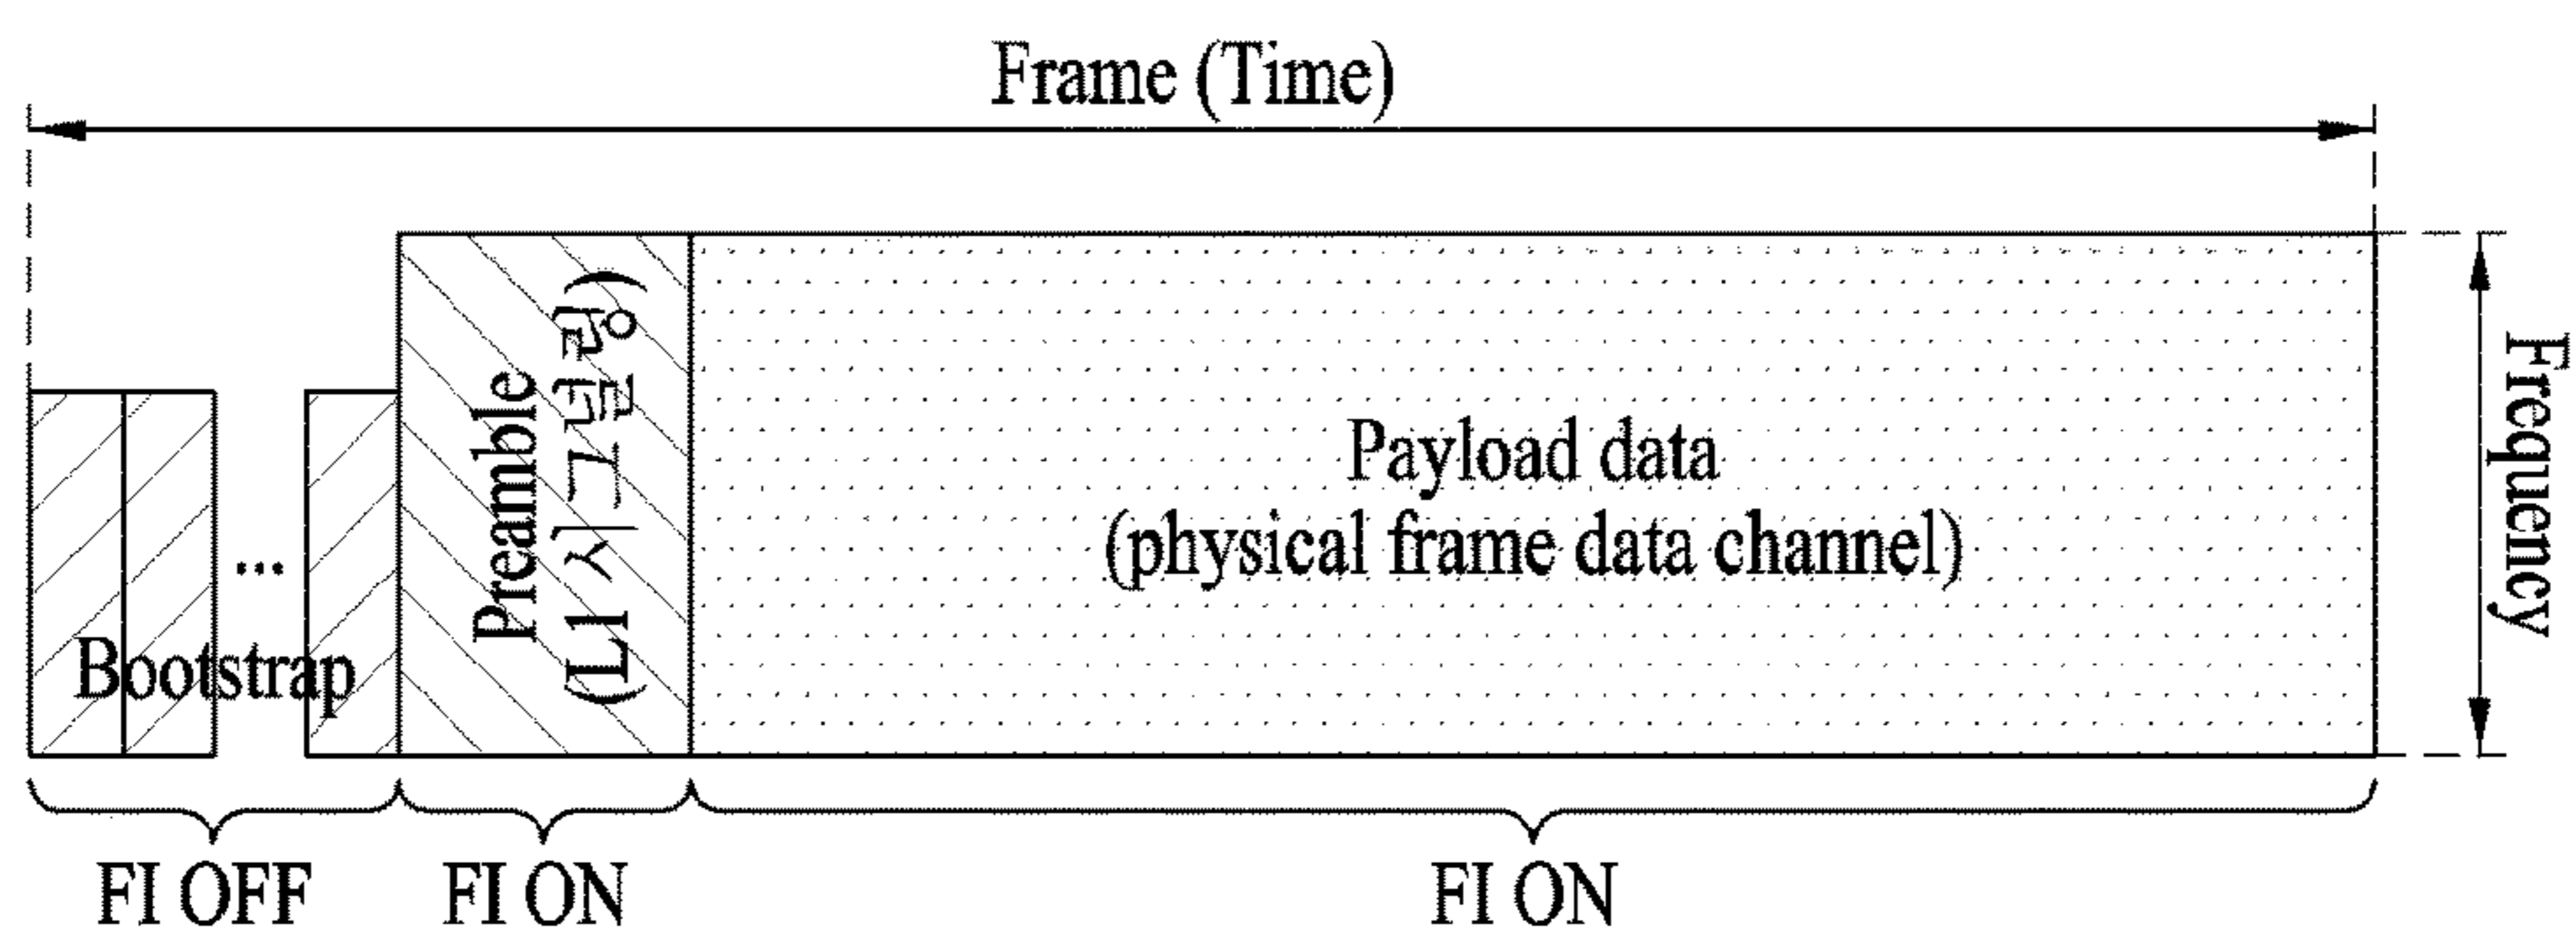 Frame (Time)
Preamble
(L1 시그널링)
Bootstrap
...
Payload data
(physical frame data channel)
Frequency
FI OFF
FI ON
FI ON